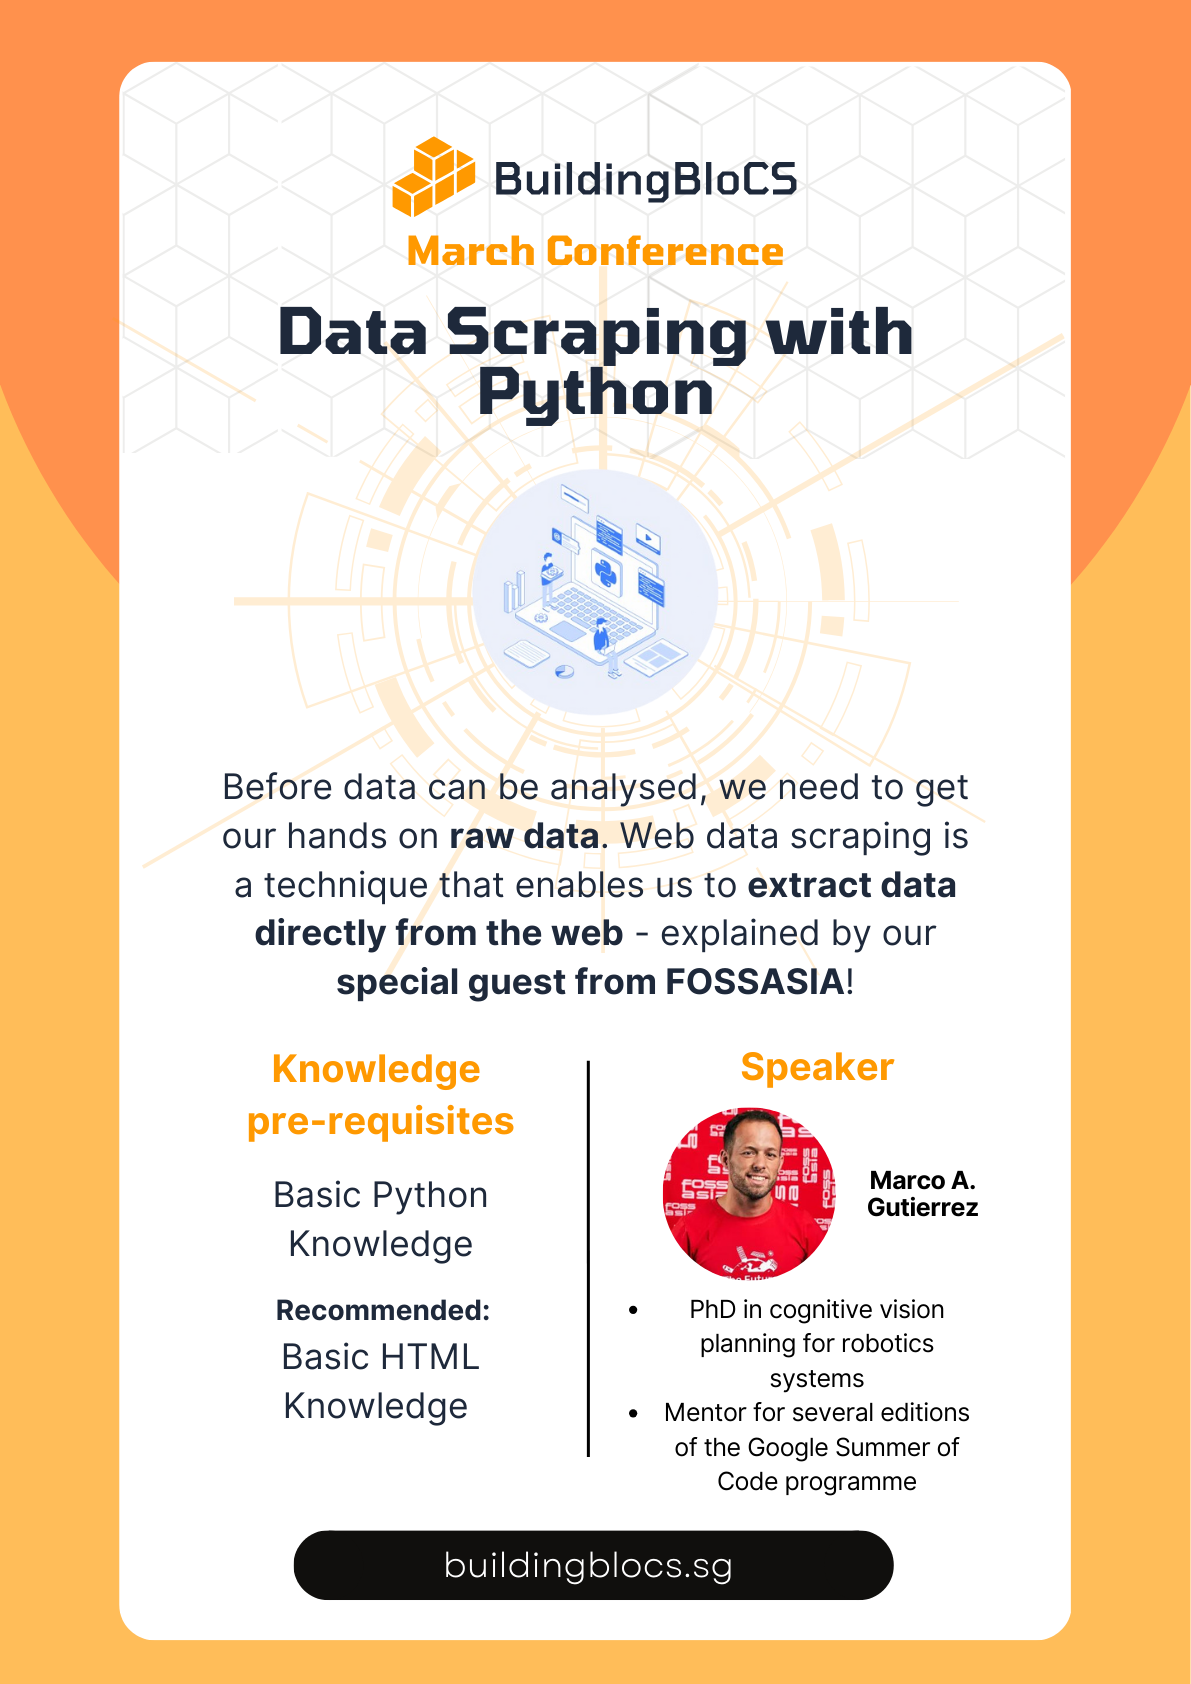 BuildingBloCS
March Conference
Data Scraping with
Python
Before data can be analysed, we need to get
our hands on raw data. Web data scraping is
a technique that enables us to extract data
directly from the web - explained by our
special guest from FOSSASIA!
Knowledge
pre-requisites
Basic Python
Knowledge
Recommended:
Basic HTML
Knowledge
Speaker
FOSS
ASIA
Marco A.
Gutierrez
• PhD in cognitive vision
planning for robotics
systems
• Mentor for several editions
of the Google Summer of
Code programme
buildingblocs.sg